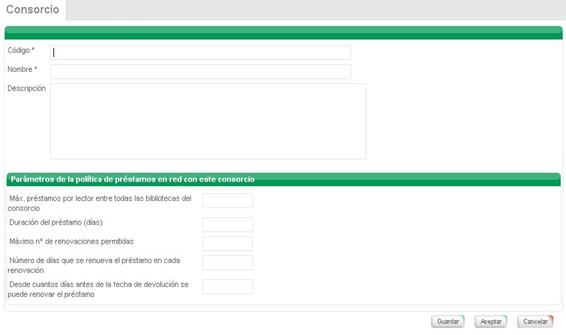 Consorcio
Código *
Nombre *
Descripción
Parámetros de la política de préstamos en red con este consorcio
Máx. préstamos por lector entre todas las bibliotecas del
consorcio
Duración del préstamo (días)
Máximo nº de renovaciones permitidas
Número de días que se renueva el préstamo en cada
renovación
Desde cuantos días antes de la fecha de devolución se
puede renovar el préstamo
Guardar Aceptar Cancelar